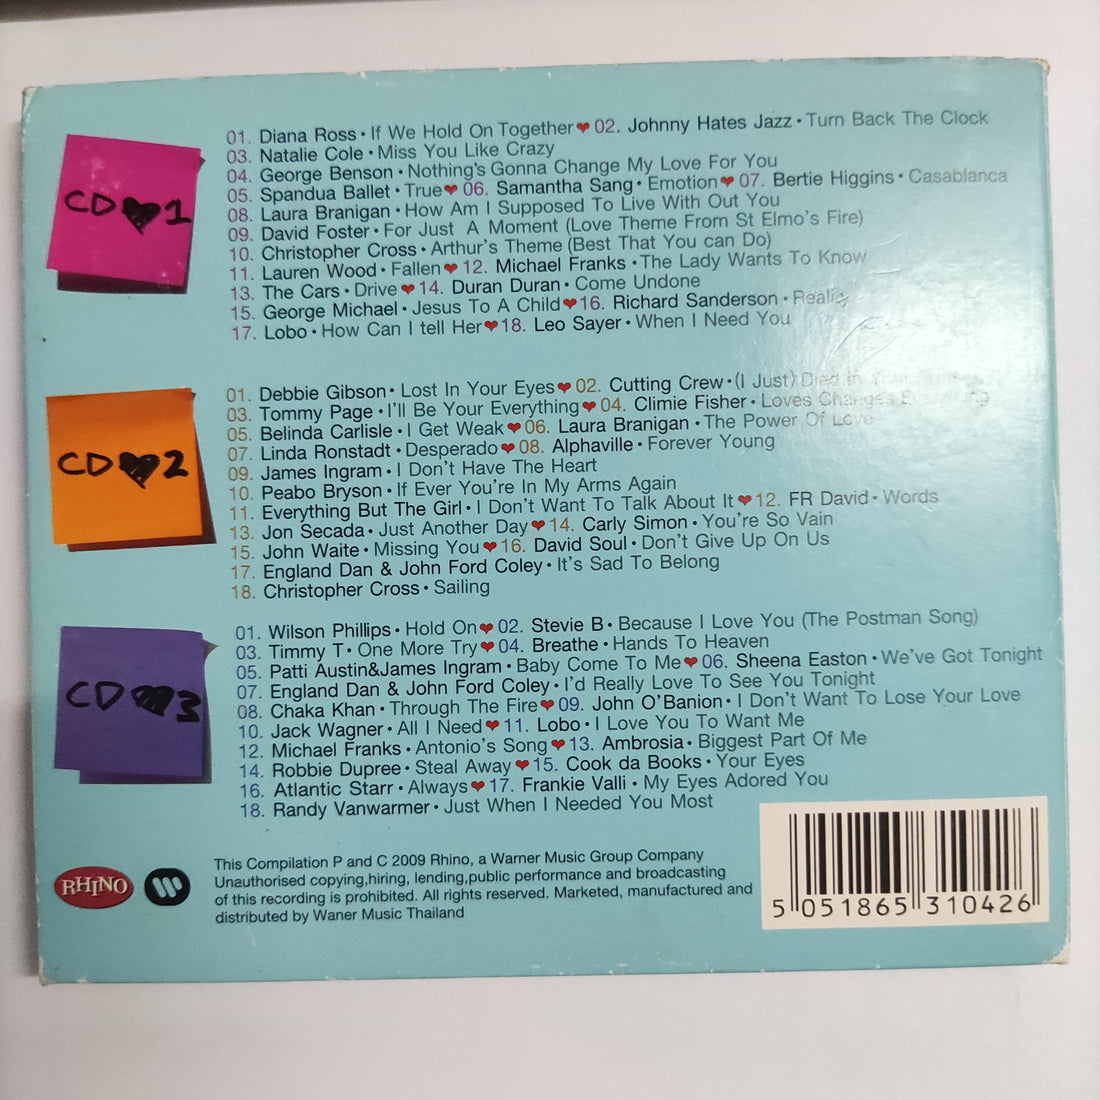 CD 1
01. Diana Ross • If We Hold On Together ❤ 02. Johnny Hates Jazz • Turn Back The Clock
03. Natalie Cole • Miss You Like Crazy
04. George Benson • Nothing's Gonna Change My Love For You
05. Spandua Ballet • True ❤ 06. Samantha Sang • Emotion ❤ 07. Bertie Higgins • Casablanca
08. Laura Branigan • How Am I Supposed To Live With Out You
09. David Foster • For Just A Moment (Love Theme From St Elmo's Fire)
10. Christopher Cross • Arthur's Theme (Best That You can Do)
11. Lauren Wood • Fallen ❤ 12. Michael Franks • The Lady Wants To Know
13. The Cars • Drive ❤ 14. Duran Duran • Come Undone
15. George Michael • Jesus To A Child ❤ 16. Richard Sanderson • Reality
17. Lobo • How Can I tell Her ❤ 18. Leo Sayer • When I Need You
CD 2
01. Debbie Gibson • Lost In Your Eyes ❤ 02. Cutting Crew • (I Just) Died In Your
03. Tommy Page • I'll Be Your Everything ❤ 04. Climie Fisher • Loves Changes Everything
05. Belinda Carlisle • I Get Weak ❤ 06. Laura Branigan • The Power Of Love
07. Linda Ronstadt • Desperado ❤ 08. Alphaville • Forever Young
09. James Ingram • I Don't Have The Heart
10. Peabo Bryson • If Ever You're In My Arms Again
11. Everything But The Girl • I Don't Want To Talk About It ❤ 12. FR David • Words
13. Jon Secada • Just Another Day ❤ 14. Carly Simon • You're So Vain
15. John Waite • Missing You ❤ 16. David Soul • Don't Give Up On Us
17. England Dan & John Ford Coley • It's Sad To Belong
18. Christopher Cross • Sailing
CD 3
01. Wilson Phillips • Hold On ❤ 02. Stevie B • Because I Love You (The Postman Song)
03. Timmy T • One More Try ❤ 04. Breathe • Hands To Heaven
05. Patti Austin&James Ingram • Baby Come To Me ❤ 06. Sheena Easton • We've Got Tonight
07. England Dan & John Ford Coley • I'd Really Love To See You Tonight
08. Chaka Khan • Through The Fire ❤ 09. John O'Banion • I Don't Want To Lose Your Love
10. Jack Wagner • All I Need ❤ 11. Lobo • I Love You To Want Me
12. Michael Franks • Antonio's Song ❤ 13. Ambrosia • Biggest Part Of Me
14. Robbie Dupree • Steal Away ❤ 15. Cook da Books • Your Eyes
16. Atlantic Starr • Always ❤ 17. Frankie Valli • My Eyes Adored You
18. Randy Vanwarmer • Just When I Needed You Most
RHINO
This Compilation P and C 2009 Rhino, a Warner Music Group Company
Unauthorised copying,hiring, lending,public performance and broadcasting
of this recording is prohibited. All rights reserved. Marketed, manufactured and
distributed by Waner Music Thailand
5 051865 310426